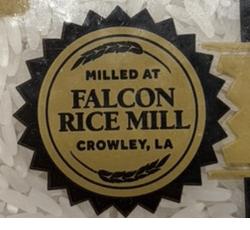 MILLED AT
FALCON
RICE MILL
CROWLEY, LA